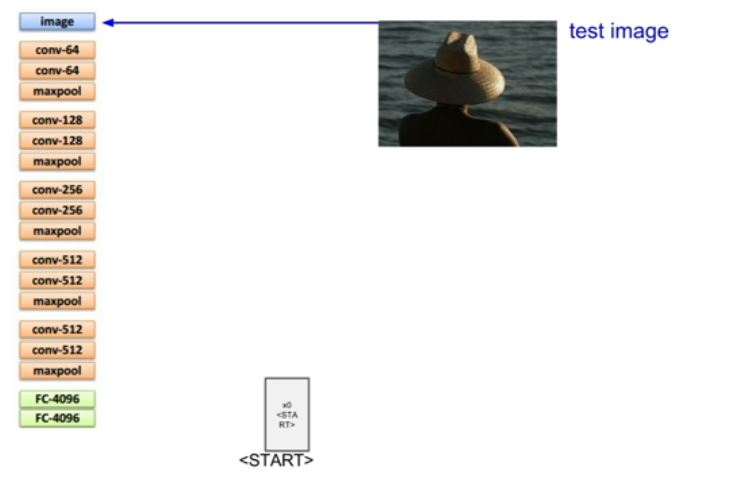 image
test image
conv-64
conv-64
maxpool
conv-128
conv-128
maxpool
conv-256
conv-256
maxpool
conv-512
conv-512
maxpool
conv-512
conv-512
maxpool
FC-4096
FC-4096
x0
<STA
RT>
<START>